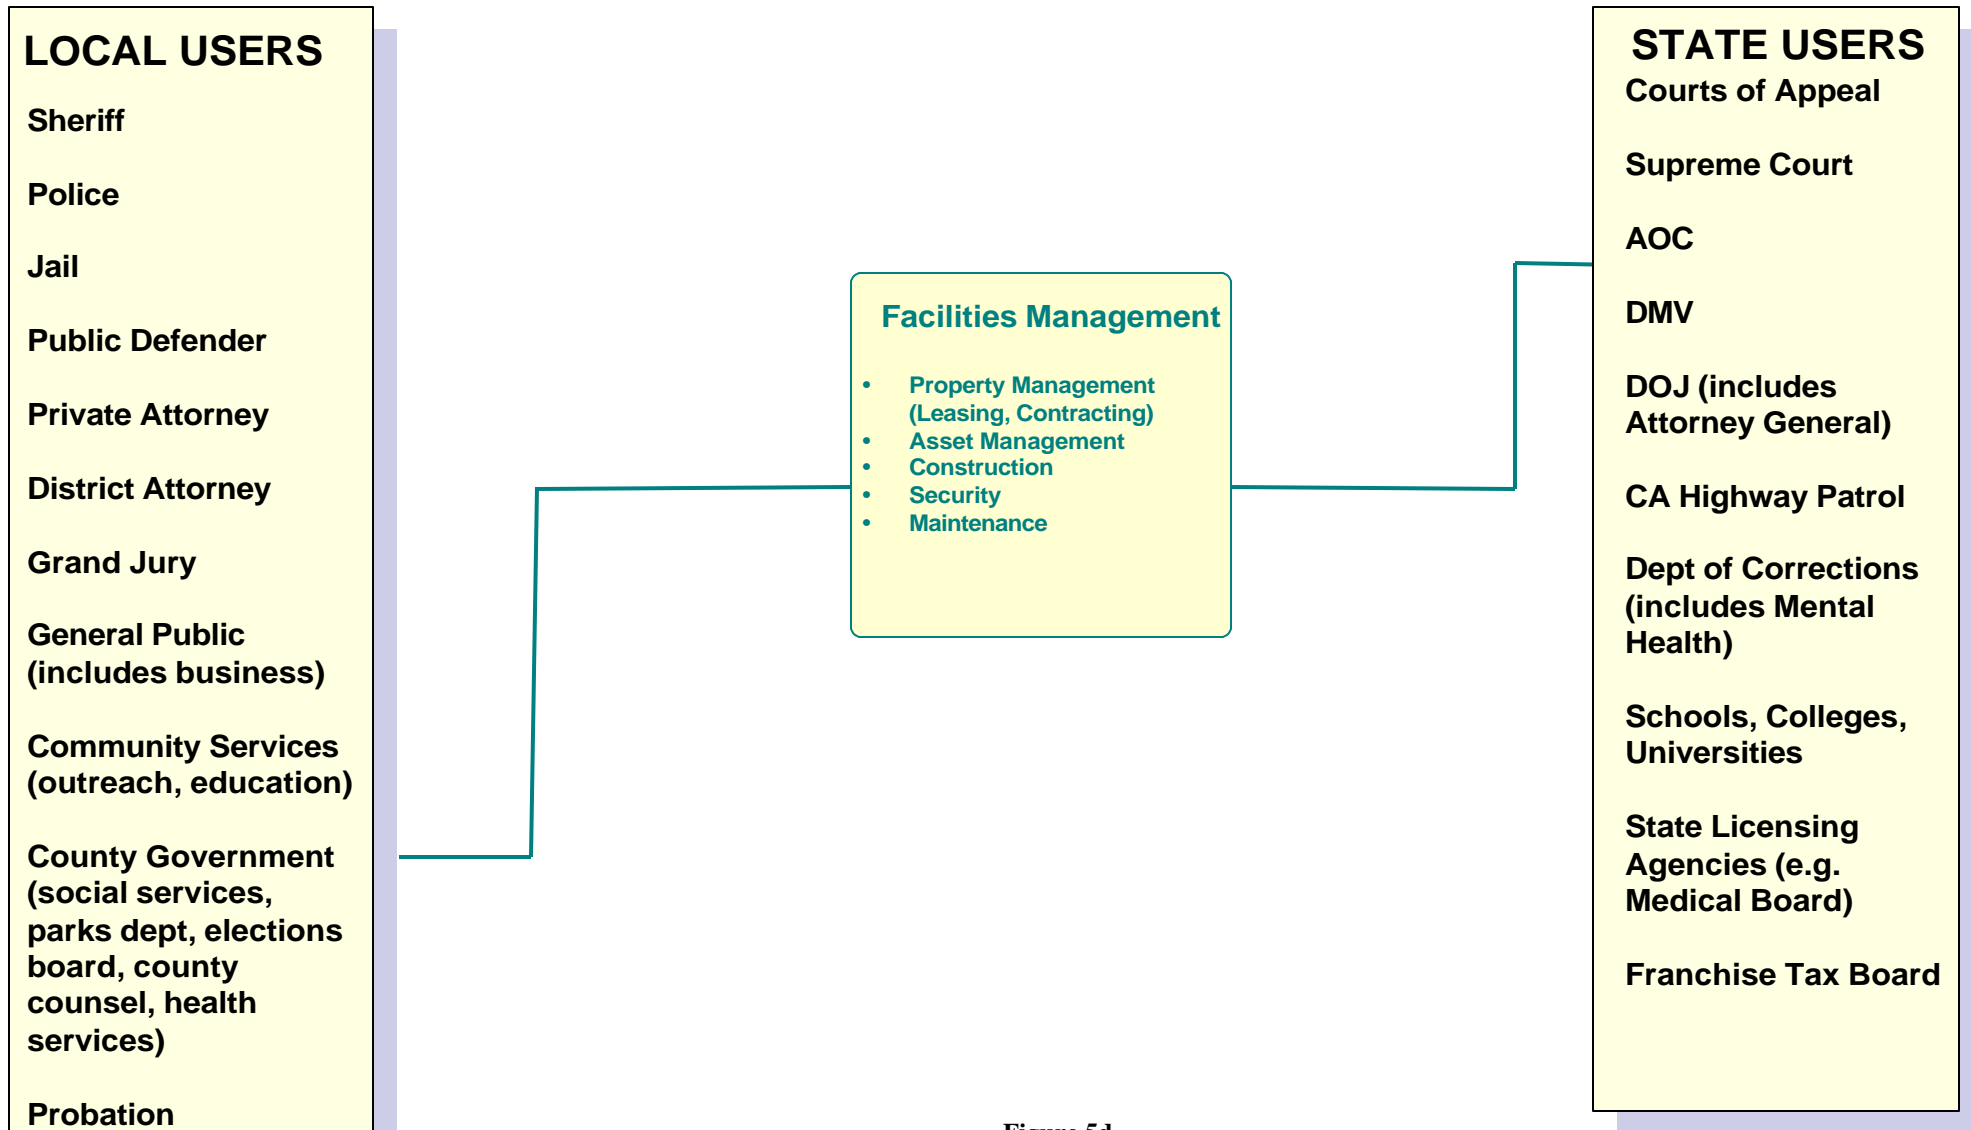 LOCAL USERS
Sheriff
Police
Jail
Public Defender
Private Attorney
District Attorney
Grand Jury
General Public
(includes business)
Community Services
(outreach, education)
County Government
(social services,
parks dept, elections
board, county
counsel, health
services)
Probation
Facilities Management
• Property Management
(Leasing, Contracting)
• Asset Management
• Construction
• Security
• Maintenance
STATE USERS
Courts of Appeal
Supreme Court
AOC
DMV
DOJ (includes
Attorney General)
CA Highway Patrol
Dept of Corrections
(includes Mental
Health)
Schools, Colleges,
Universities
State Licensing
Agencies (e.g.
Medical Board)
Franchise Tax Board
Figure 5d